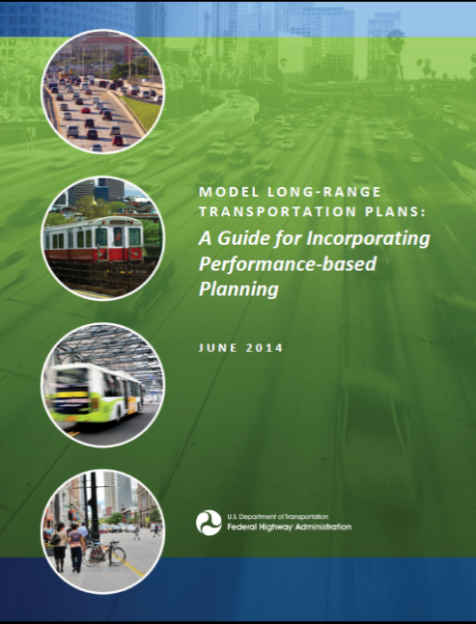 MODEL LONG-RANGE
TRANSPORTATION PLANS:
A Guide for Incorporating
Performance-based
Planning
JUNE 2014
U.S. Department of Transportation
Federal Highway Administration